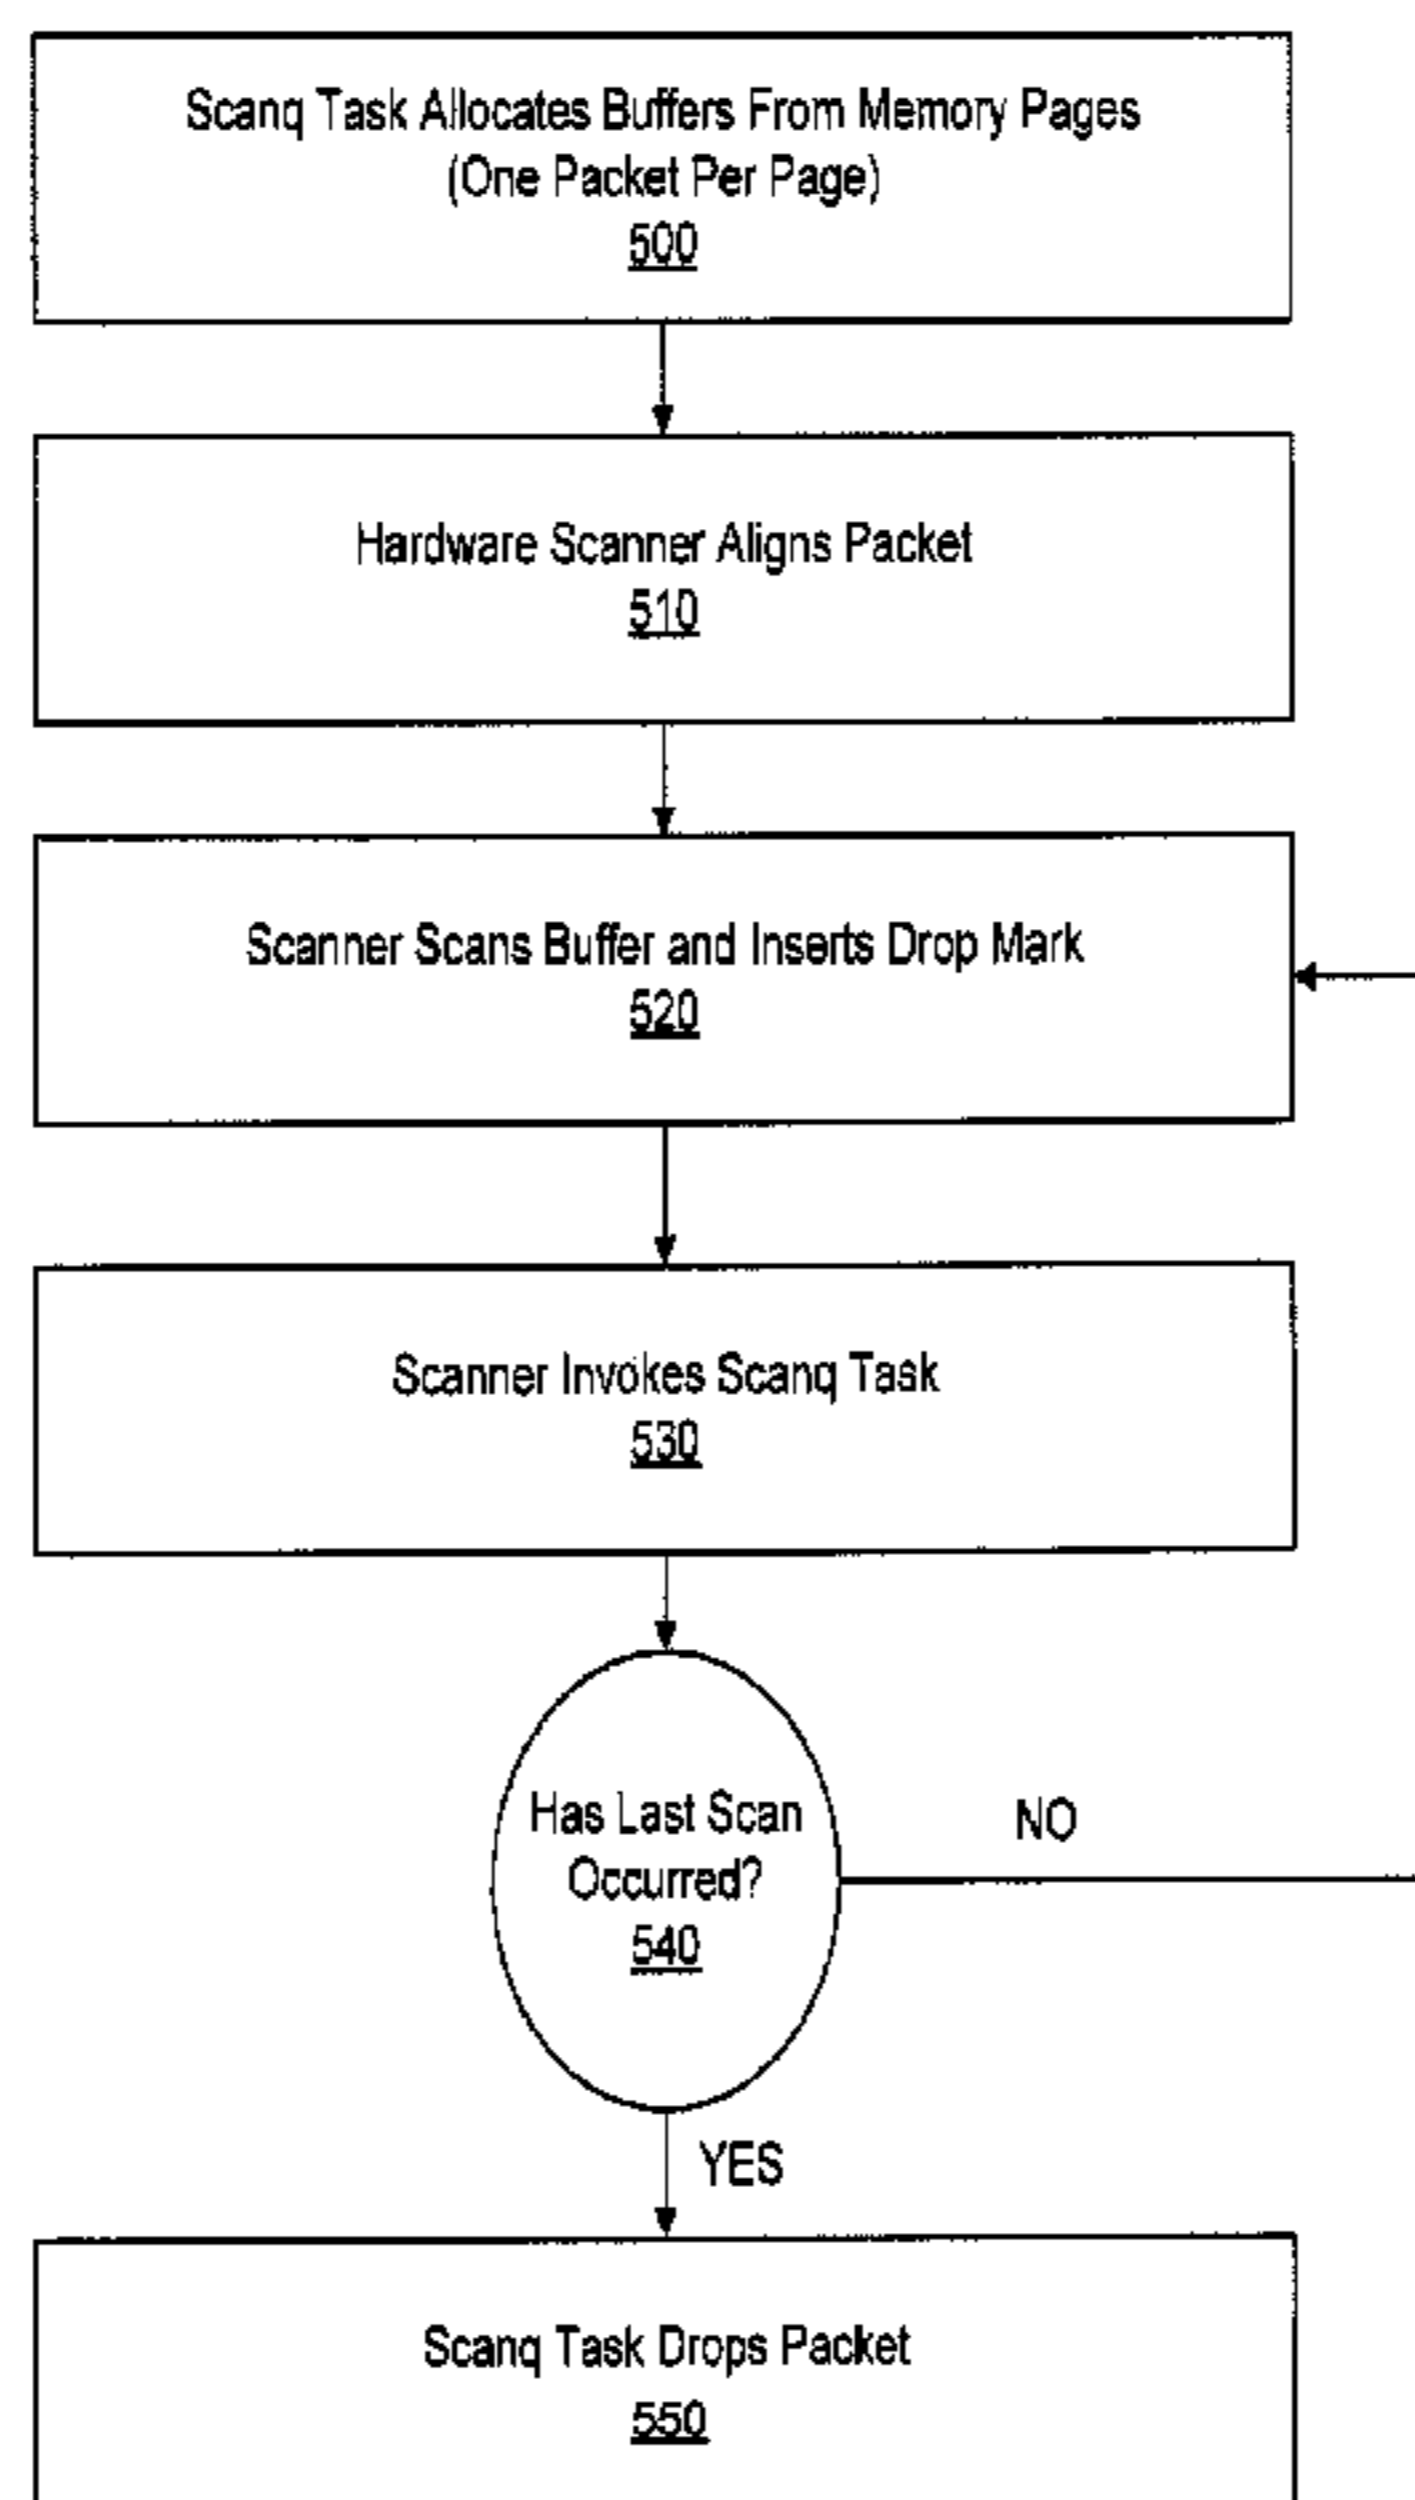 Scanq Task Allocates Buffers From Memory Pages
(One Packet Per Page)
500
Hardware Scanner Aligns Packet
510
Scanner Scans Buffer and Inserts Drop Mark
520
Scanner Invokes Scanq Task
530
Has Last Scan
Occurred?
540
NO
YES
Scanq Task Drops Packet
550